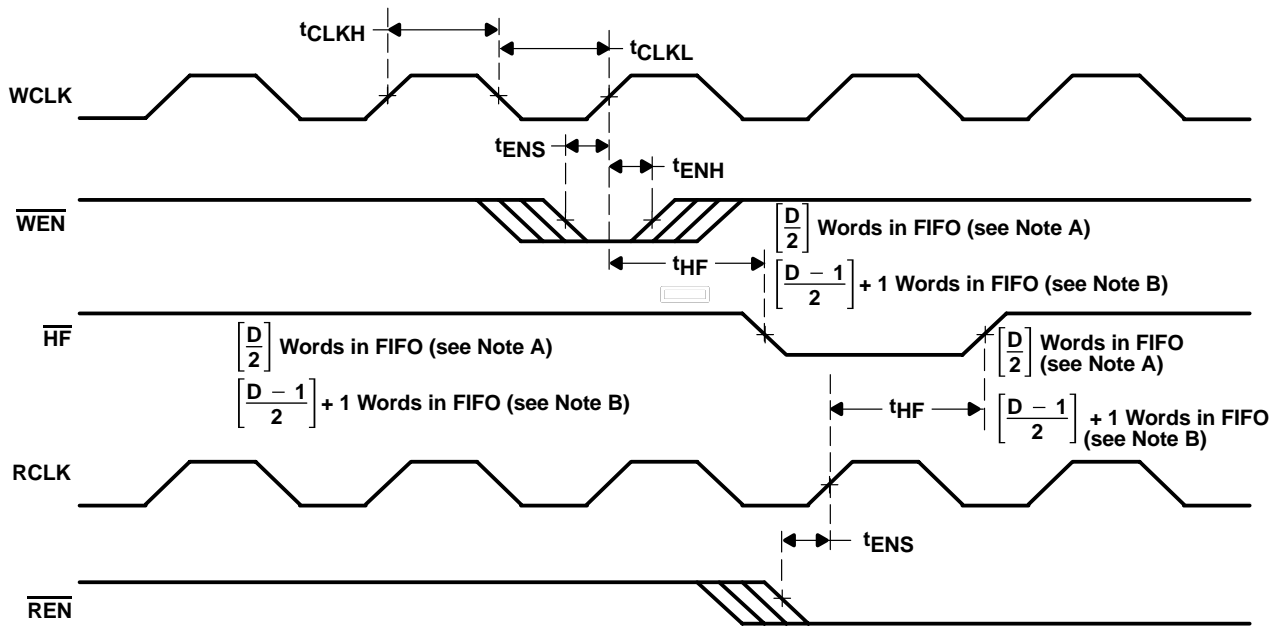 tCLKH
tCLKL
WCLK
tENS
tENH
WEN
[D/2] Words in FIFO (see Note A)
tHF
[D − 1/2] + 1 Words in FIFO (see Note B)
HF
[D/2] Words in FIFO (see Note A)
[D − 1/2] + 1 Words in FIFO (see Note B)
[D/2] Words in FIFO
(see Note A)
tHF
[D − 1/2] + 1 Words in FIFO
(see Note B)
RCLK
tENS
REN